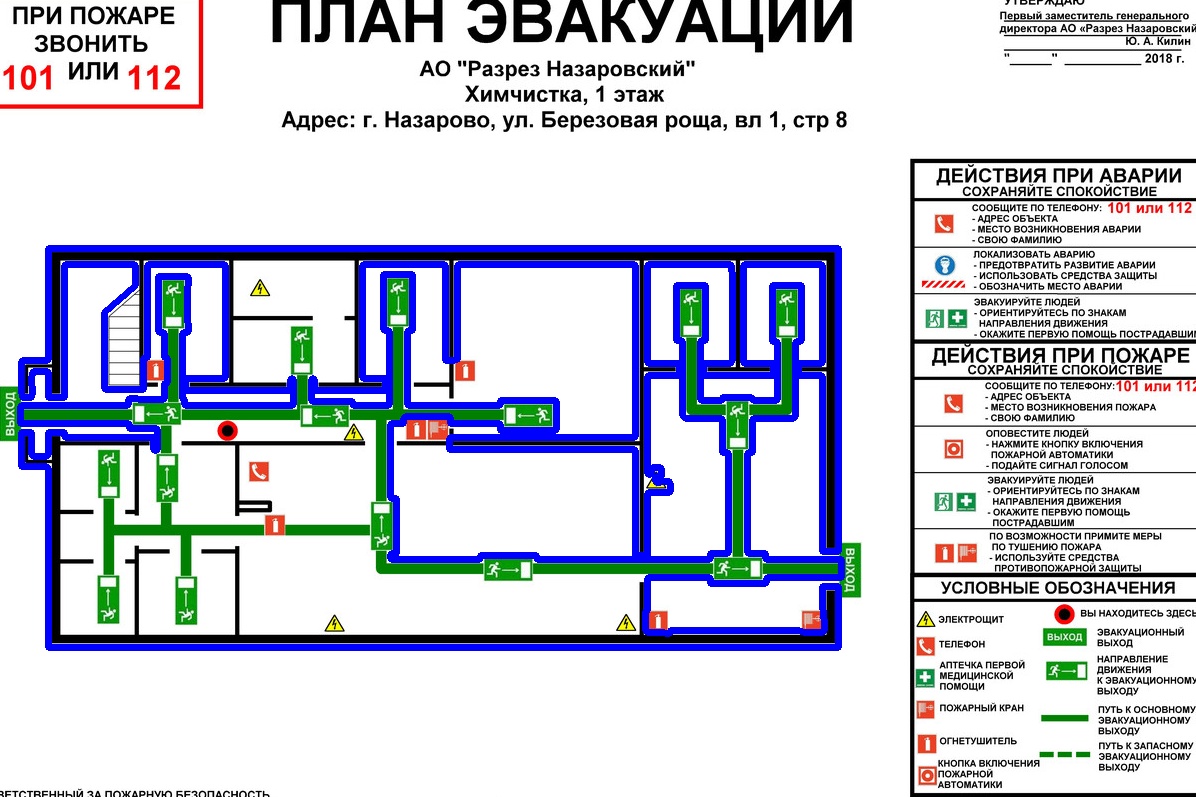 ПРИ ПОЖАРЕ
ЗВОНИТЬ
101 ИЛИ 112
ПЛАН ЭВАКУАЦИИ
АО "Разрез Назаровский"
Химчистка, 1 этаж
Адрес: г. Назарово, ул. Березовая роща, вл 1, стр 8
УТВЕРЖДАЮ
Первый заместитель генерального
директора АО «Разрез Назаровский
Ю. А. Килин
"______" ____________ 2018 г.
ВЫХОД
ВЫХОД
ДЕЙСТВИЯ ПРИ АВАРИИ
СОХРАНЯЙТЕ СПОКОЙСТВИЕ
СООБЩИТЕ ПО ТЕЛЕФОНУ: 101 или 112
- АДРЕС ОБЪЕКТА
- МЕСТО ВОЗНИКНОВЕНИЯ АВАРИИ
- СВОЮ ФАМИЛИЮ
ЛОКАЛИЗОВАТЬ АВАРИЮ
- ПРЕДОТВРАТИТЬ РАЗВИТИЕ АВАРИИ
- ИСПОЛЬЗОВАТЬ СРЕДСТВА ЗАЩИТЫ
- ОБОЗНАЧИТЬ МЕСТО АВАРИИ
ЭВАКУИРУЙТЕ ЛЮДЕЙ
- ОРИЕНТИРУЙТЕСЬ ПО ЗНАКАМ
НАПРАВЛЕНИЯ ДВИЖЕНИЯ
- ОКАЖИТЕ ПЕРВУЮ ПОМОЩЬ ПОСТРАДАВШИМ
ДЕЙСТВИЯ ПРИ ПОЖАРЕ
СОХРАНЯЙТЕ СПОКОЙСТВИЕ
СООБЩИТЕ ПО ТЕЛЕФОНУ: 101 или 112
- АДРЕС ОБЪЕКТА
- МЕСТО ВОЗНИКНОВЕНИЯ ПОЖАРА
- СВОЮ ФАМИЛИЮ
ОПОВЕСТИТЕ ЛЮДЕЙ
- НАЖМИТЕ КНОПКУ ВКЛЮЧЕНИЯ
ПОЖАРНОЙ АВТОМАТИКИ
- ПОДАЙТЕ СИГНАЛ ГОЛОСОМ
ЭВАКУИРУЙТЕ ЛЮДЕЙ
- ОРИЕНТИРУЙТЕСЬ ПО ЗНАКАМ
НАПРАВЛЕНИЯ ДВИЖЕНИЯ
- ОКАЖИТЕ ПЕРВУЮ ПОМОЩЬ
ПОСТРАДАВШИМ
ПО ВОЗМОЖНОСТИ ПРИМИТЕ МЕРЫ
ПО ТУШЕНИЮ ПОЖАРА
- ИСПОЛЬЗУЙТЕ СРЕДСТВА
ПРОТИВОПОЖАРНОЙ ЗАЩИТЫ
УСЛОВНЫЕ ОБОЗНАЧЕНИЯ
ЭЛЕКТРОЩИТ
ТЕЛЕФОН
АПТЕЧКА ПЕРВОЙ
МЕДИЦИНСКОЙ
ПОМОЩИ
ПОЖАРНЫЙ КРАН
ОГНЕТУШИТЕЛЬ
КНОПКА ВКЛЮЧЕНИЯ
ПОЖАРНОЙ
АВТОМАТИКИ
ВЫ НАХОДИТЕСЬ ЗДЕСЬ
ВЫХОД
ЭВАКУАЦИОННЫЙ
ВЫХОД
НАПРАВЛЕНИЕ
ДВИЖЕНИЯ
К ЭВАКУАЦИОННОМУ
ВЫХОДУ
ПУТЬ К ОСНОВНОМУ
ЭВАКУАЦИОННОМУ
ВЫХОДУ
ПУТЬ К ЗАПАСНОМУ
ЭВАКУАЦИОННОМУ
ВЫХОДУ
ВЕТСТВЕННЫЙ ЗА ПОЖАРНУЮ БЕЗОПАСНОСТЬ